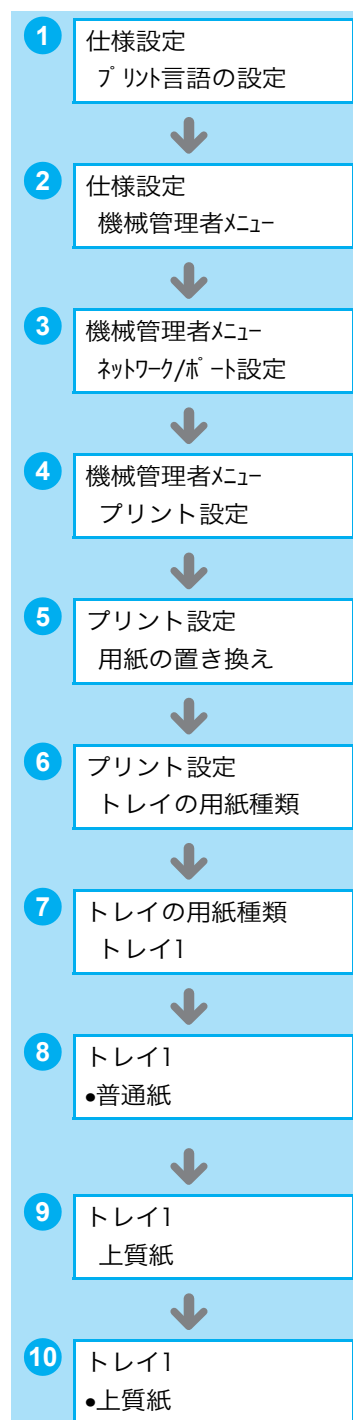 1
仕様設定
ﾌﾟﾘﾝﾄ言語の設定
2
仕様設定
機械管理者ﾒﾆｭｰ
3
機械管理者ﾒﾆｭｰ
ﾈｯﾄﾜｰｸ/ﾎﾟｰﾄ設定
4
機械管理者ﾒﾆｭｰ
プリント設定
5
プリント設定
用紙の置き換え
6
プリント設定
トレイの用紙種類
7
トレイの用紙種類
トレイ1
8
トレイ1
•普通紙
9
トレイ1
上質紙
10
トレイ1
•上質紙